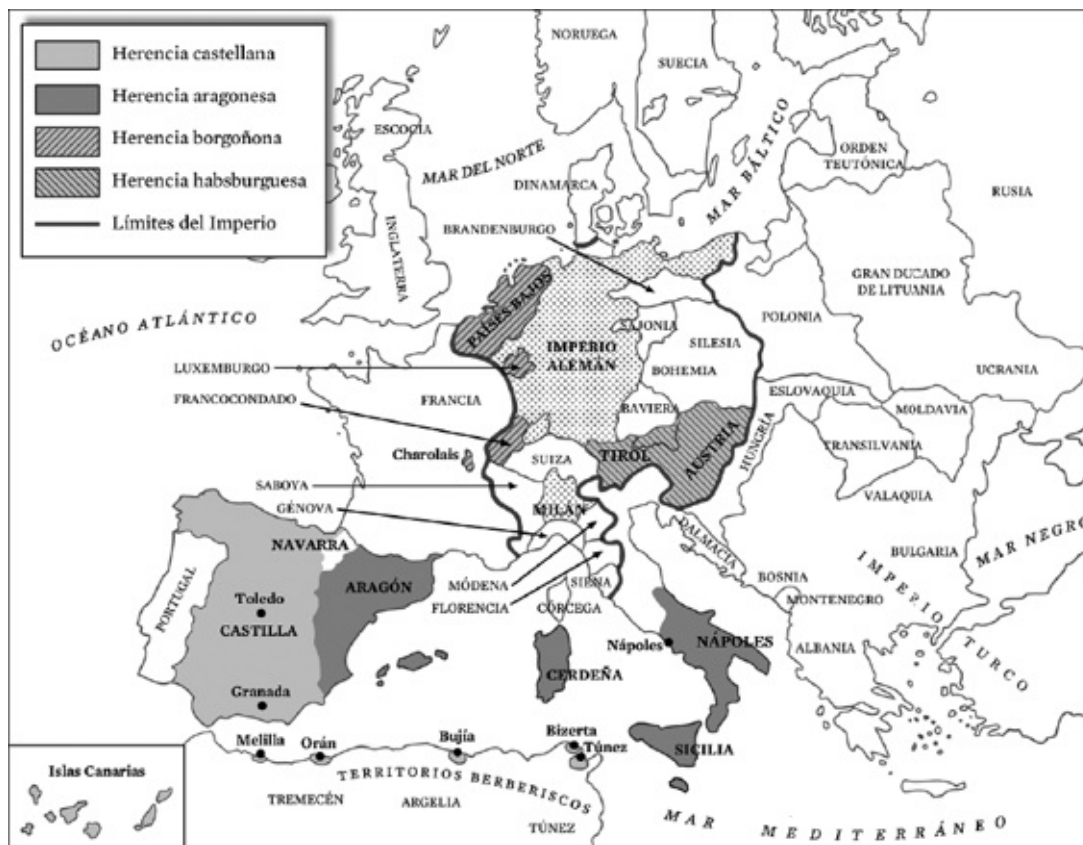 Herencia castellana
Herencia aragonesa
Herencia borgoñona
Herencia habsburguesa
Límites del Imperio
NORUEGA
SUECIA
ESCOCIA
MAR DEL NORTE
DINAMARCA
MAR BÁLTICO
ORDEN
TEUTÓNICA
RUSIA
INGLATERRA
BRANDENBURGO
GRAN DUCADO
DE LITUANIA
OCÉANO ATLÁNTICO
PAÍSES BAJOS
SAJONIA
SILESIA
POLONIA
IMPERIO
ALEMÁN
LUXEMBURGO
BOHEMIA
UCRANIA
FRANCOCONDADO
FRANCIA
BAVIERA
ESLOVAQUIA
MOLDAVIA
Charolais
SUIZA
TIROL
AUSTRIA
HUNGRÍA
TRANSILVANIA
SABOYA
VALAQUIA
GÉNOVA
MILÁN
NAVARRA
DALMACIA
BULGARIA
MAR NEGRO
ARAGÓN
MÓDENA
SIENA
BOSNIA
PORTUGAL
Toledo
FLORENCIA
CÓRCEGA
MONTENEGRO
IMPERIO TURCO
CASTILLA
Nápoles
NÁPOLES
ALBANIA
CERDEÑA
Granada
Melilla
Orán
Bujía
Bizerta
Túnez
SICILIA
Islas Canarias
TERRITORIOS BERBERISCOS
TREMECÉN
ARGELIA
TÚNEZ
MAR MEDITERRÁNEO